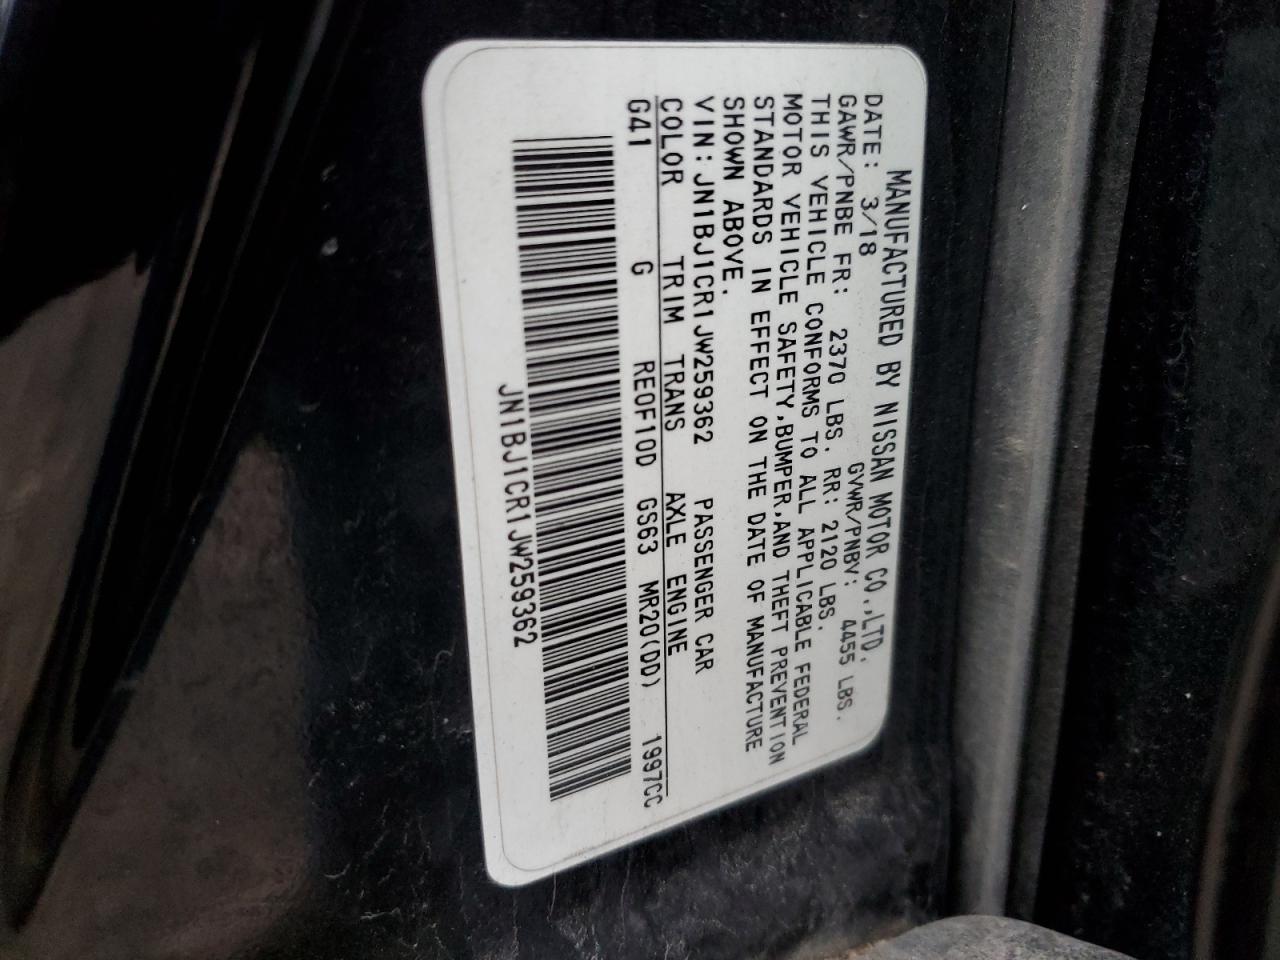 MANUFACTURED BY NISSAN MOTOR CO.,LTD.
DATE: 3/18 GVWR/PNBV: 4455 LBS.
GAWR/PNBE FR: 2370 LBS. RR: 2120 LBS.
THIS VEHICLE CONFORMS TO ALL APPLICABLE FEDERAL
MOTOR VEHICLE SAFETY,BUMPER,AND THEFT PREVENTION
STANDARDS IN EFFECT ON THE DATE OF MANUFACTURE
SHOWN ABOVE.
VIN: JN1BJ1CR1JW259362 PASSENGER CAR
COLOR TRIM TRANS AXLE ENGINE
G41 G RE0F10D GS63 MR20(DD) 1997CC
JN1BJ1CR1JW259362